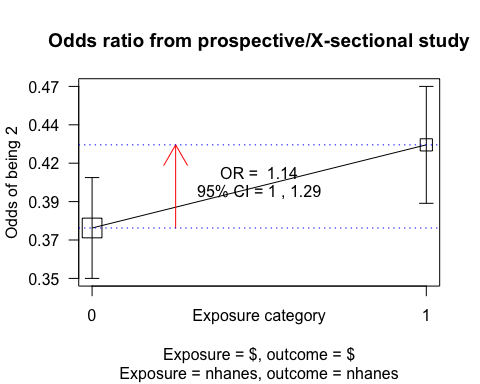 Odds ratio from prospective/X-sectional study
Odds of being 2
0.47
0.44
0.42
0.39
0.37
0.35
OR =  1.14
95% CI = 1 , 1.29
0
Exposure category
1
Exposure = $, outcome = $
Exposure = nhanes, outcome = nhanes